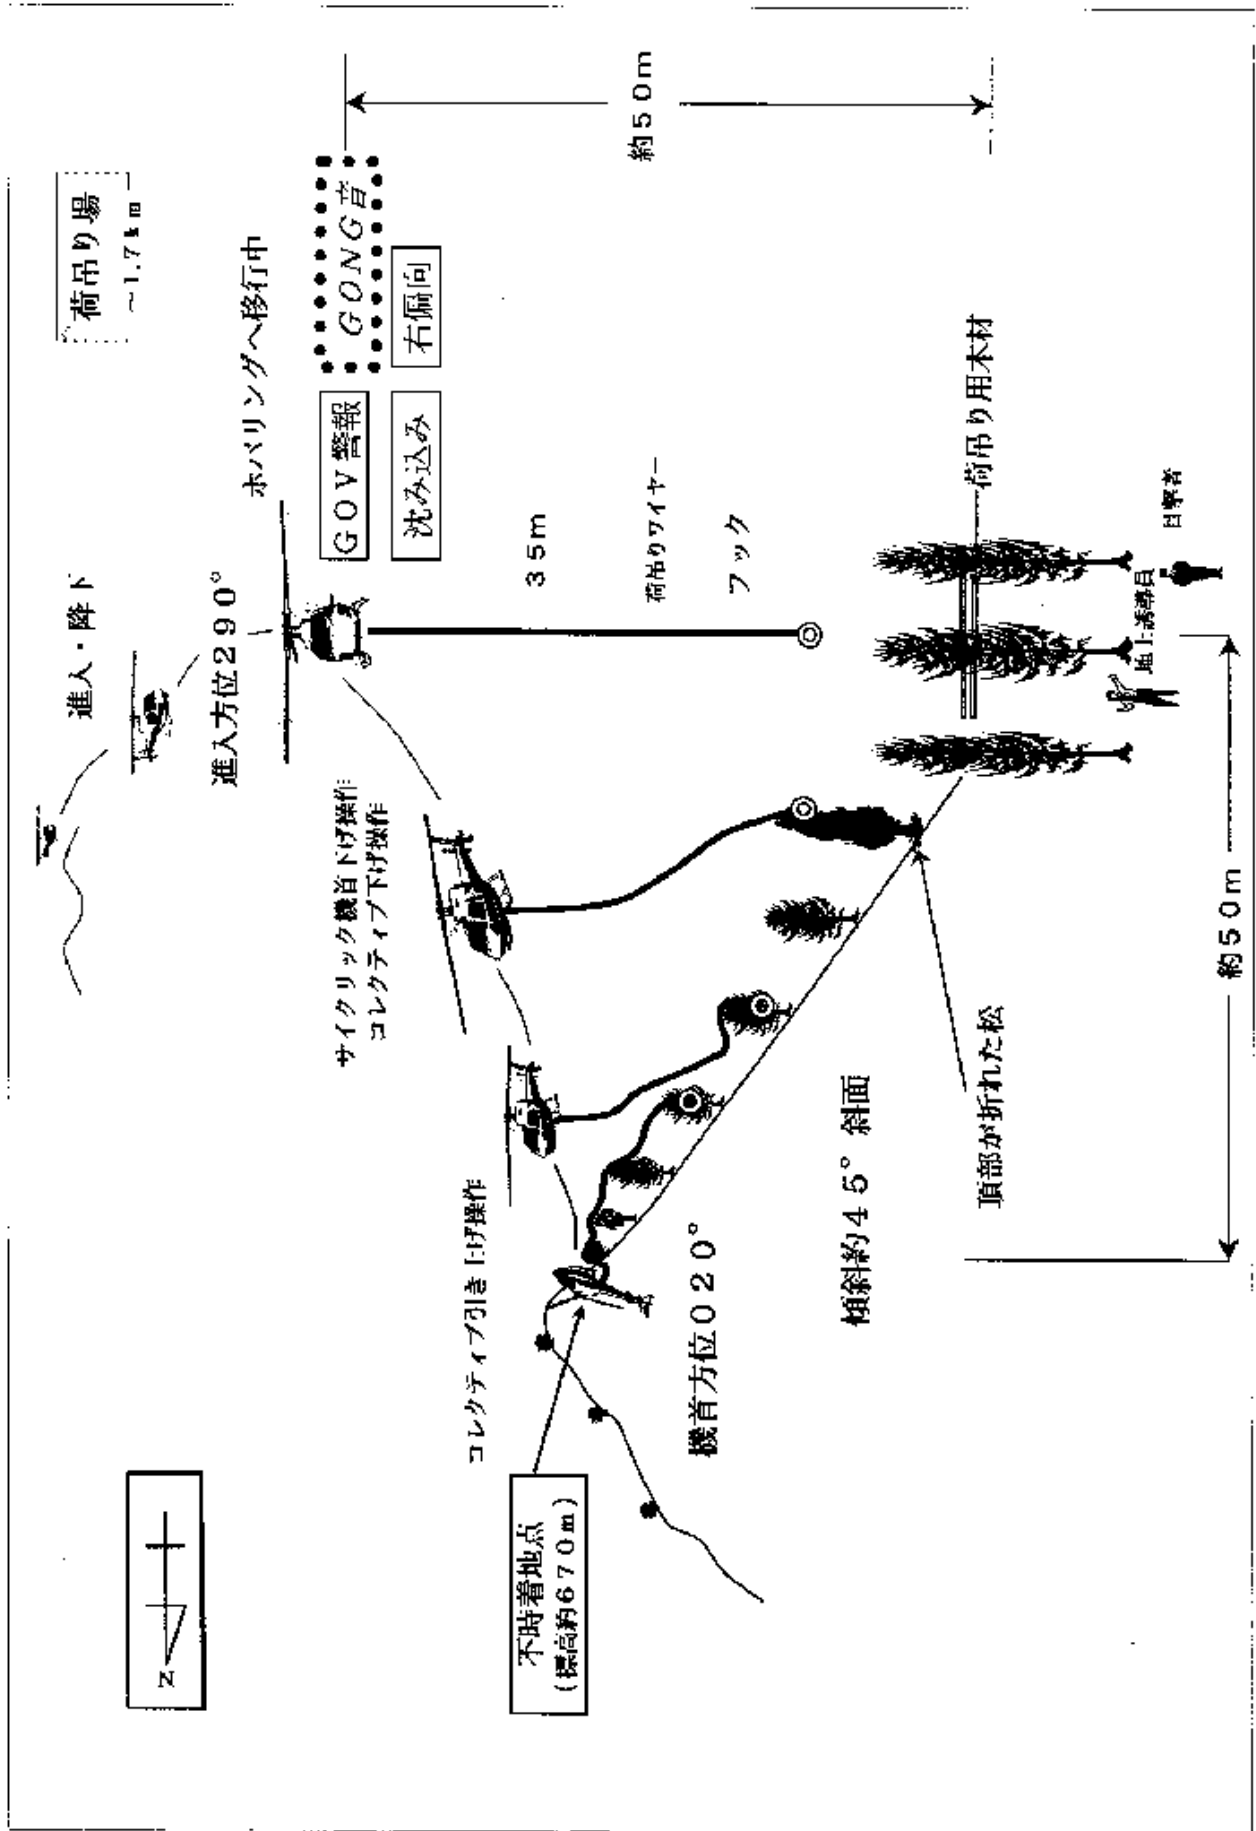 荷吊り場
~1.7km
進入・降下
進入方位290°
ホバリングへ移行中
GOV警報
GONG音
沈み込み
右偏向
約50m
35m
荷吊りワイヤー
フック
荷吊り用木材
目撃者
地上誘導員
サイクリック機首下げ操作
コレクティブ下げ操作
コレクティブ引き上げ操作
N
不時着地点
(標高約670m)
機首方位020°
傾斜約45°斜面
頂部が折れた松
約50m